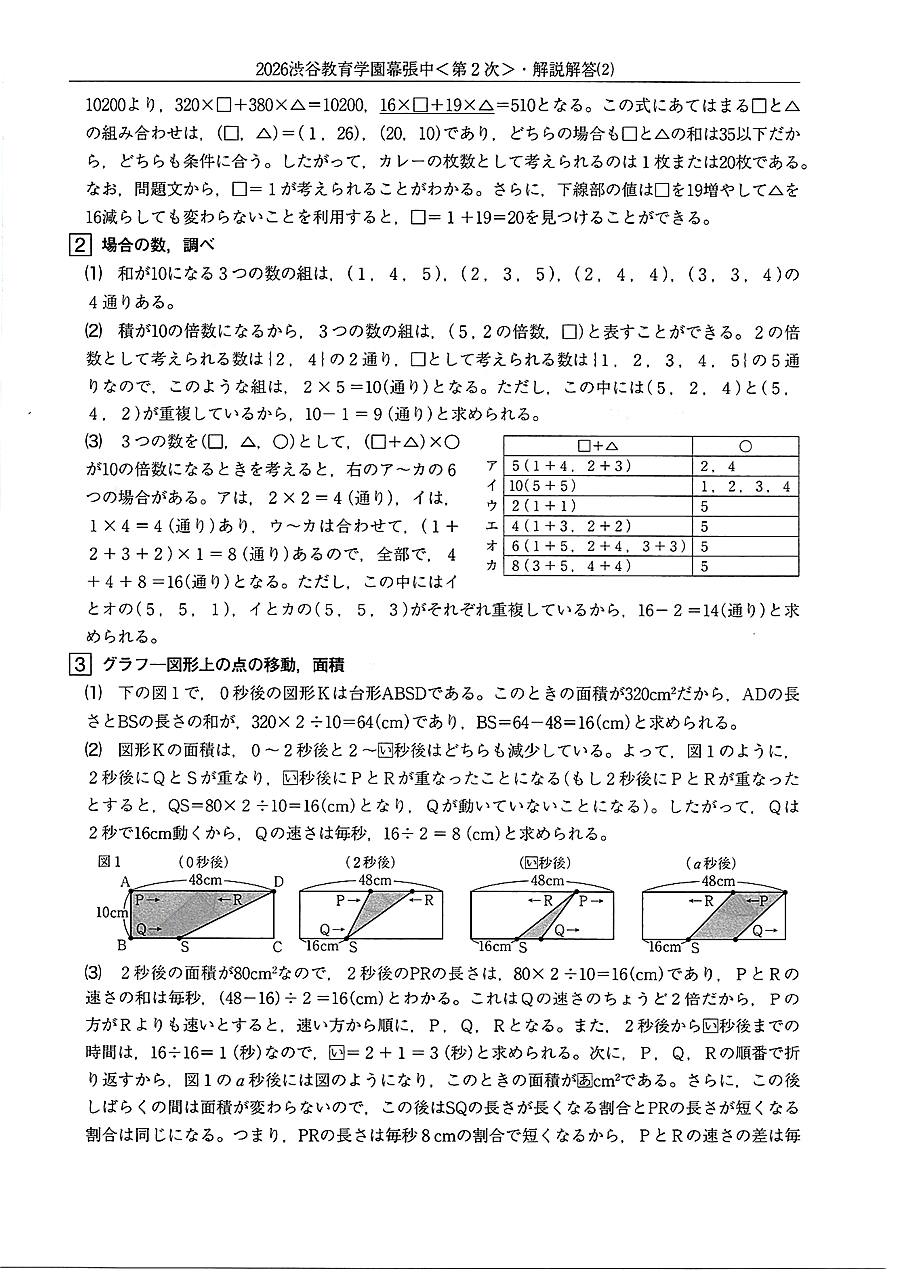 2026渋谷教育学園幕張中＜第２次＞・解説解答(2)
10200より，320×□+380×△=10200，16×□+19×△=510となる。この式にあてはまる□と△
の組み合わせは，(□，△)＝(１，26)，(20，10)であり，どちらの場合も□と△の和は35以下だか
ら，どちらも条件に合う。したがって，カレーの枚数として考えられるのは１枚または20枚である。
なお，問題文から，□＝１が考えられることがわかる。さらに，下線部の値は□を19増やして△を
16減らしても変わらないことを利用すると，□＝１+19=20を見つけることができる。
2 場合の数，調べ
(1) 和が10になる３つの数の組は，(１，４，５)，(２，３，５)，(２，４，４)，(３，３，４)の
４通りある。
(2) 積が10の倍数になるから，３つの数の組は，(５，２の倍数，□)と表すことができる。２の倍
数として考えられる数は{２，４}の２通り，□として考えられる数は{１，２，３，４，５}の５通
りなので，このような組は，２×５=10(通り)となる。ただし，この中には(５，２，４)と(５，
４，２)が重複しているから，10－１=９(通り)と求められる。
(3) ３つの数を(□，△，○)として，(□+△)×○
が10の倍数になるときを考えると，右のア～カの６
つの場合がある。アは，２×２=４(通り)，イは，
１×４=４(通り)あり，ウ～カは合わせて，(１+
２+３+２)×１=８(通り)あるので，全部で，４
+４+８=16(通り)となる。ただし，この中にはイ
□+△ ○
ア 5(1+4，2+3) 2，4
イ 10(5+5) 1，2，3，4
ウ 2(1+1) 5
エ 4(1+3，2+2) 5
オ 6(1+5，2+4，3+3) 5
カ 8(3+5，4+4) 5
とオの(５，５，１)，イとカの(５，５，３)がそれぞれ重複しているから，16－２=14(通り)と求
められる。
3 グラフ―図形上の点の移動，面積
(1) 下の図１で，０秒後の図形Ｋは台形ABSDである。このときの面積が320cm²だから，ADの長
さとBSの長さの和が，320×２÷10=64(cm)であり，BS=64－48=16(cm)と求められる。
(2) 図形Ｋの面積は，０～２秒後と２～い秒後はどちらも減少している。よって，図１のように，
２秒後にＱとＳが重なり，い秒後にＰとＲが重なったことになる(もし２秒後にＰとＲが重なった
とすると，QS=80×２÷10=16(cm)となり，Ｑが動いていないことになる)。したがって，Ｑは
２秒で16cm動くから，Ｑの速さは毎秒，16÷２=８(cm)と求められる。
図１ (０秒後) (２秒後) (い秒後) (a秒後)
48cm 48cm 48cm 48cm
A D
P→ ←R P→ ←R ←R P→ ←R ←P
10cm
Q→ Q→ Q→ Q→
B S C 16cm S 16cm S 16cm S
(3) ２秒後の面積が80cm²なので，２秒後のPRの長さは，80×２÷10=16(cm)であり，ＰとＲの
速さの和は毎秒，(48－16)÷２=16(cm)とわかる。これはＱの速さのちょうど２倍だから，Ｐの
方がＲよりも速いとすると，速い方から順に，Ｐ，Ｑ，Ｒとなる。また，２秒後からい秒後までの
時間は，16÷16=１(秒)なので，い=２+１=３(秒)と求められる。次に，Ｐ，Ｑ，Ｒの順番で折
り返すから，図１のa秒後には図のようになり，このときの面積があcm²である。さらに，この後
しばらくの間は面積が変わらないので，この後はSQの長さが長くなる割合とPRの長さが短くなる
割合は同じになる。つまり，PRの長さは毎秒８cmの割合で短くなるから，ＰとＲの速さの差は毎